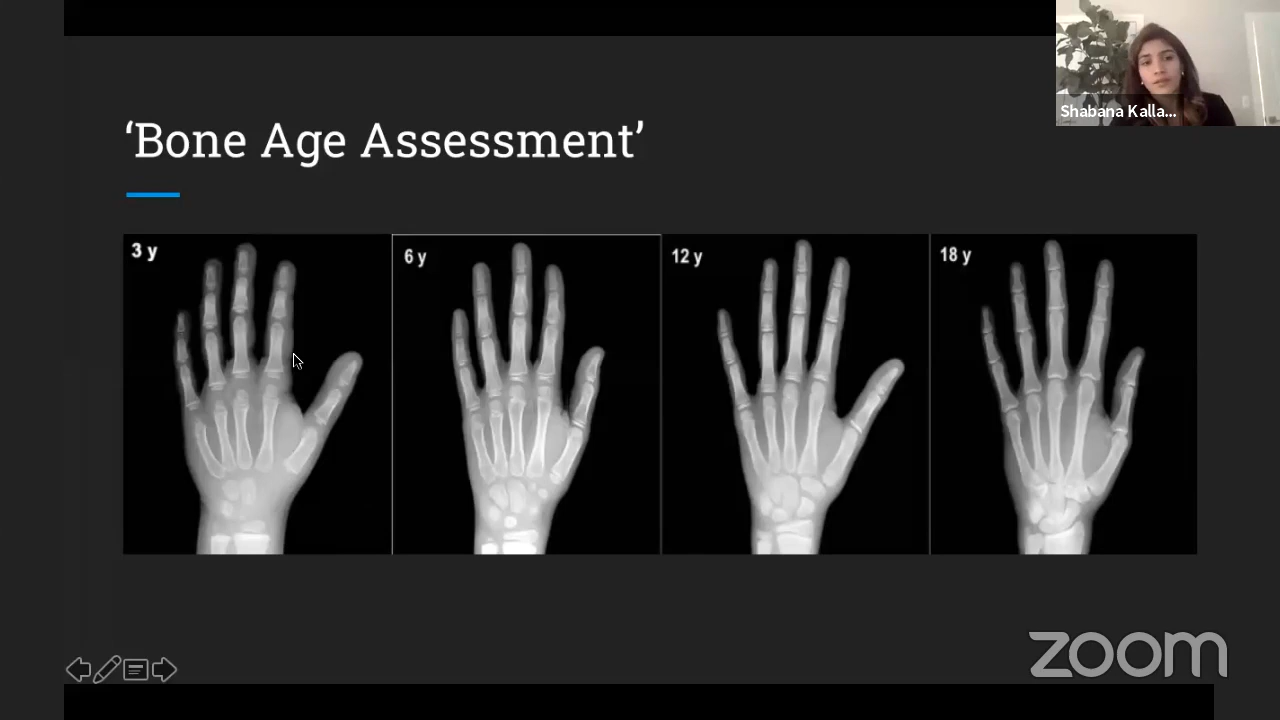 Shabana Kalla...
‘Bone Age Assessment’
3 y
6 y
12 y
18 y
zoom